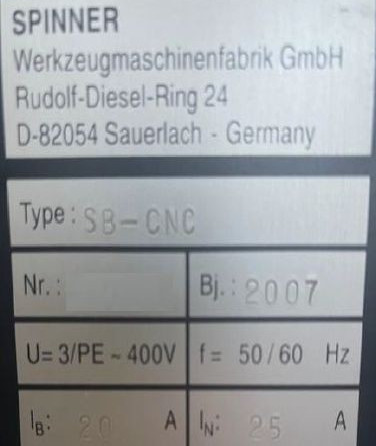 SPINNER
Werkzeugmaschinenfabrik GmbH
Rudolf-Diesel-Ring 24
D-82054 Sauerlach - Germany
Type: SB-CNC
Nr.: Bj.: 2007
U= 3/PE ~ 400V f= 50/60 Hz
IB: 20 A IN: 25 A